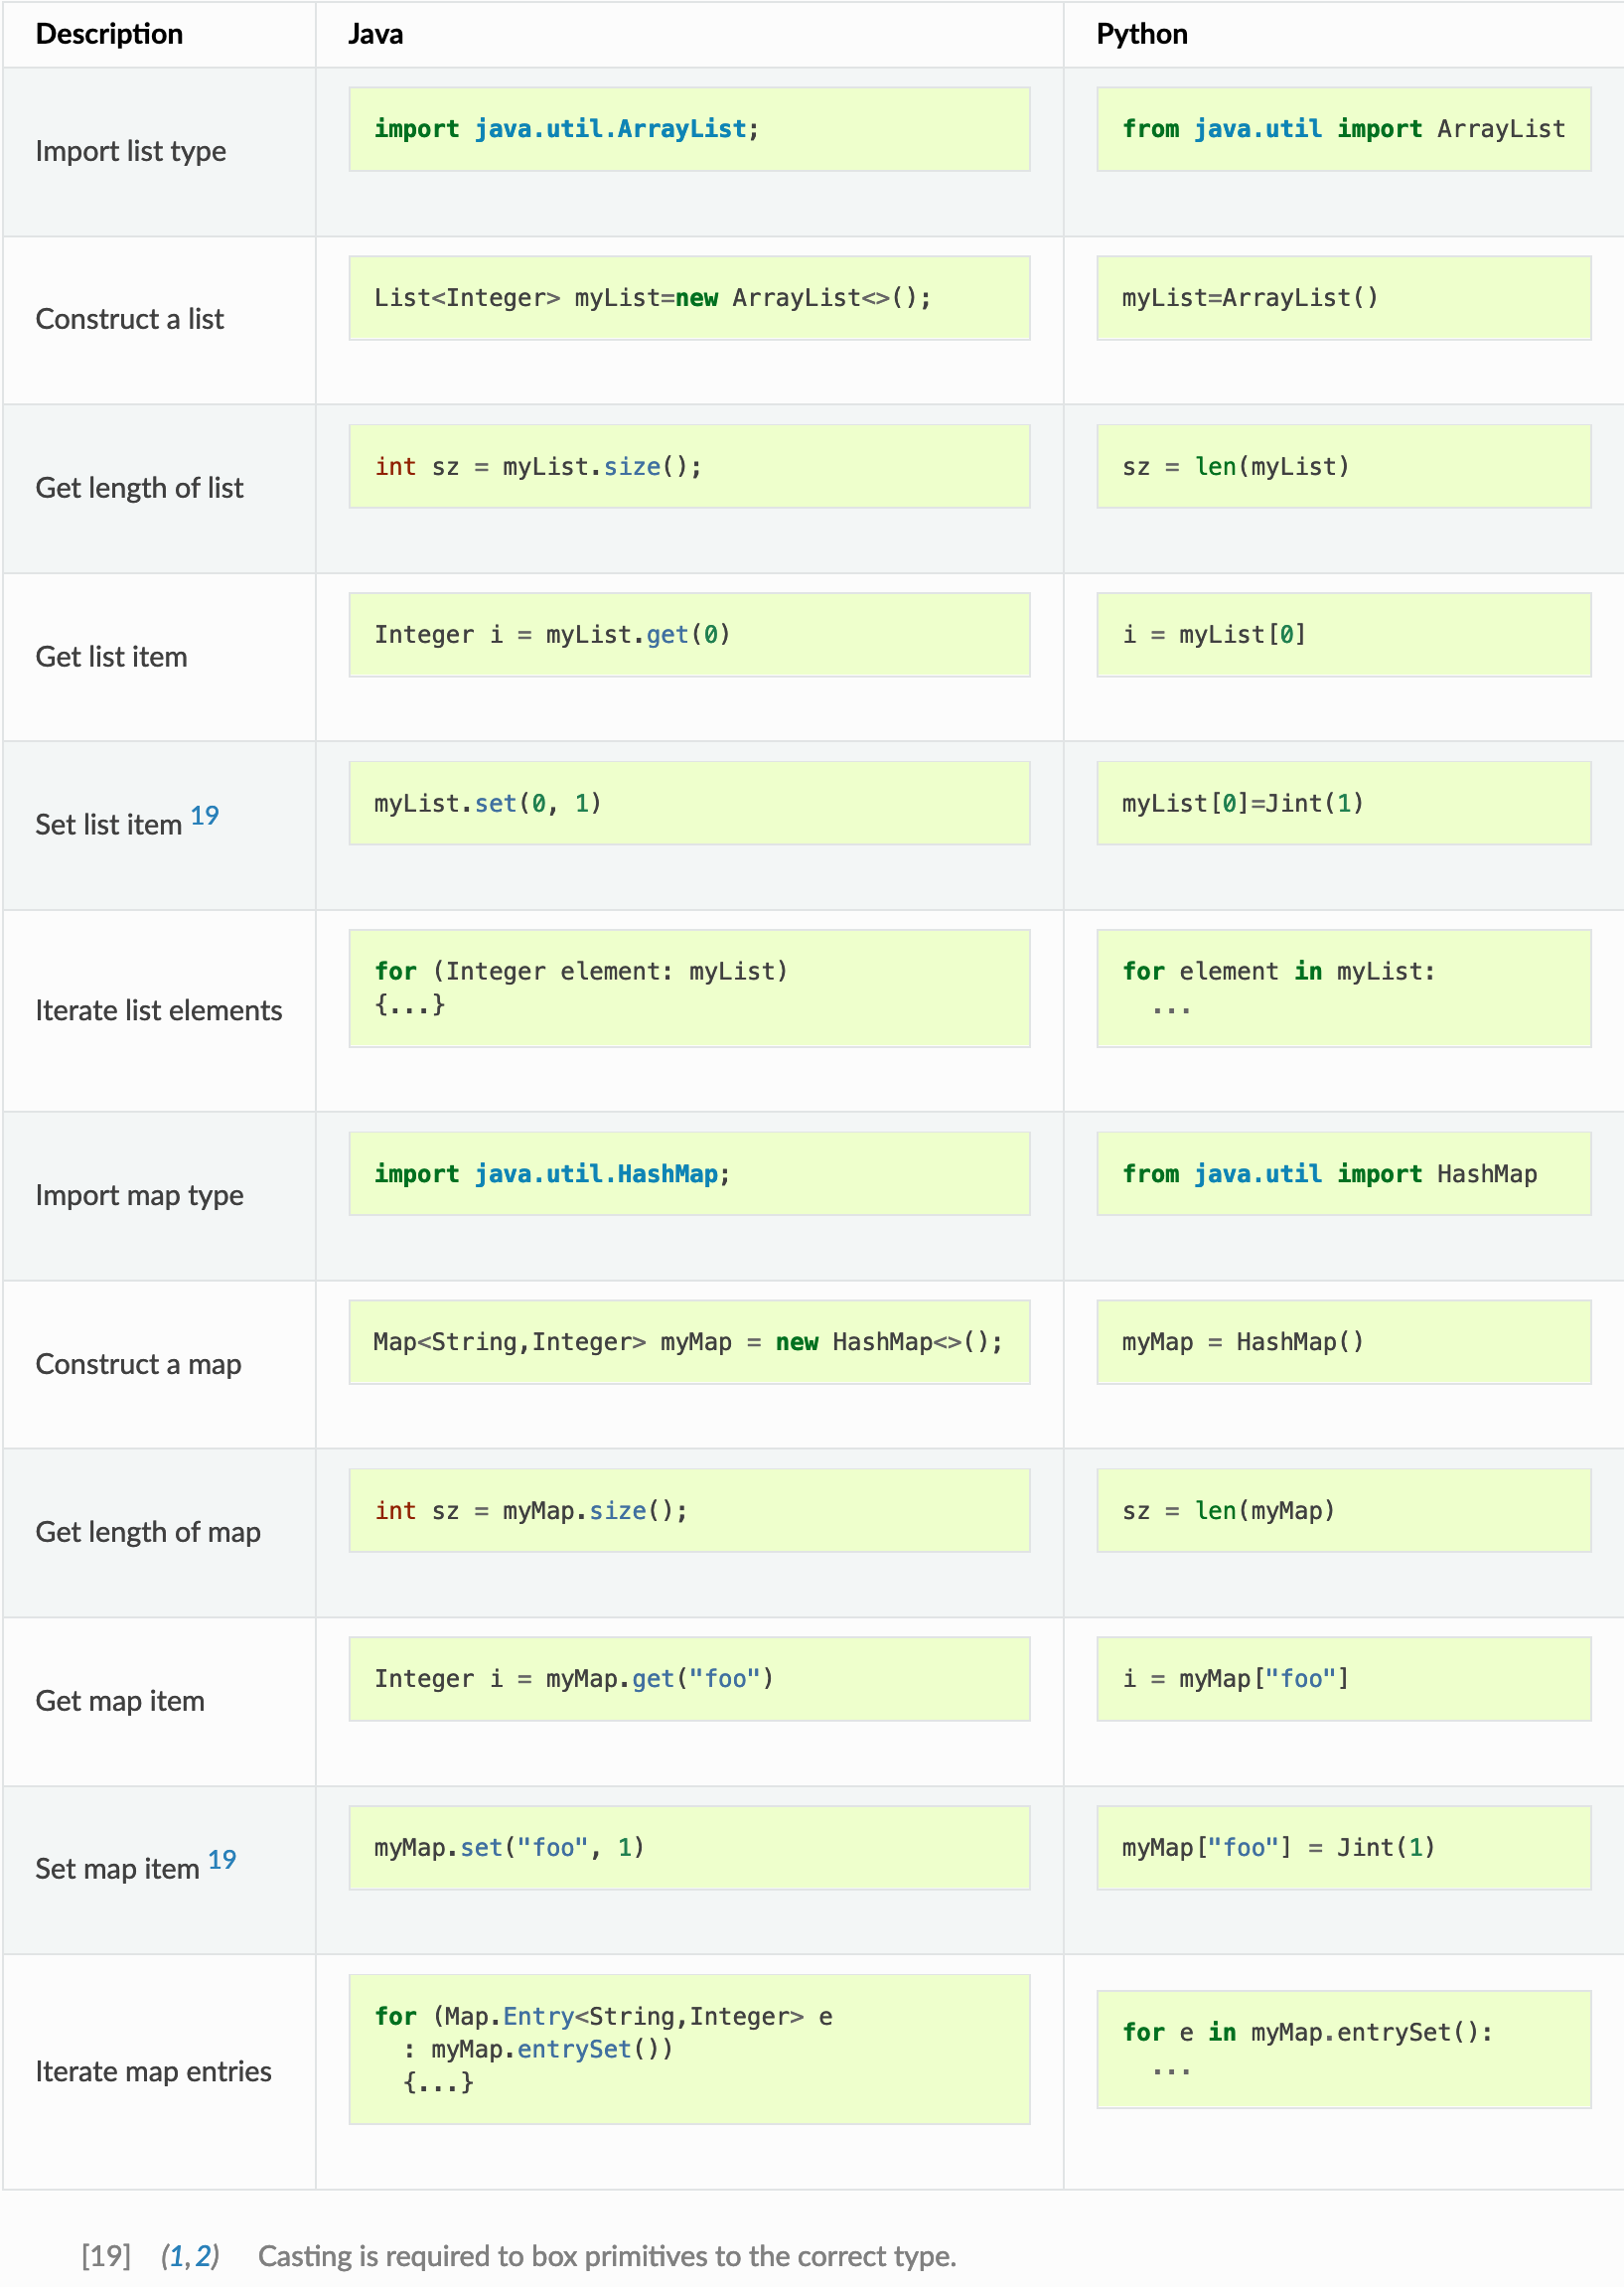 Description Java Python
Import list type import java.util.ArrayList; from java.util import ArrayList
Construct a list List<Integer> myList=new ArrayList<>(); myList=ArrayList()
Get length of list int sz = myList.size(); sz = len(myList)
Get list item Integer i = myList.get(0) i = myList[0]
Set list item 19 myList.set(0, 1) myList[0]=Jint(1)
Iterate list elements
for (Integer element: myList)
{...}
for element in myList:
...
Import map type import java.util.HashMap; from java.util import HashMap
Construct a map Map<String,Integer> myMap = new HashMap<>(); myMap = HashMap()
Get length of map int sz = myMap.size(); sz = len(myMap)
Get map item Integer i = myMap.get("foo") i = myMap["foo"]
Set map item 19 myMap.set("foo", 1) myMap["foo"] = Jint(1)
Iterate map entries
for (Map.Entry<String,Integer> e
: myMap.entrySet())
{...}
for e in myMap.entrySet():
...
[19] (1,2) Casting is required to box primitives to the correct type.